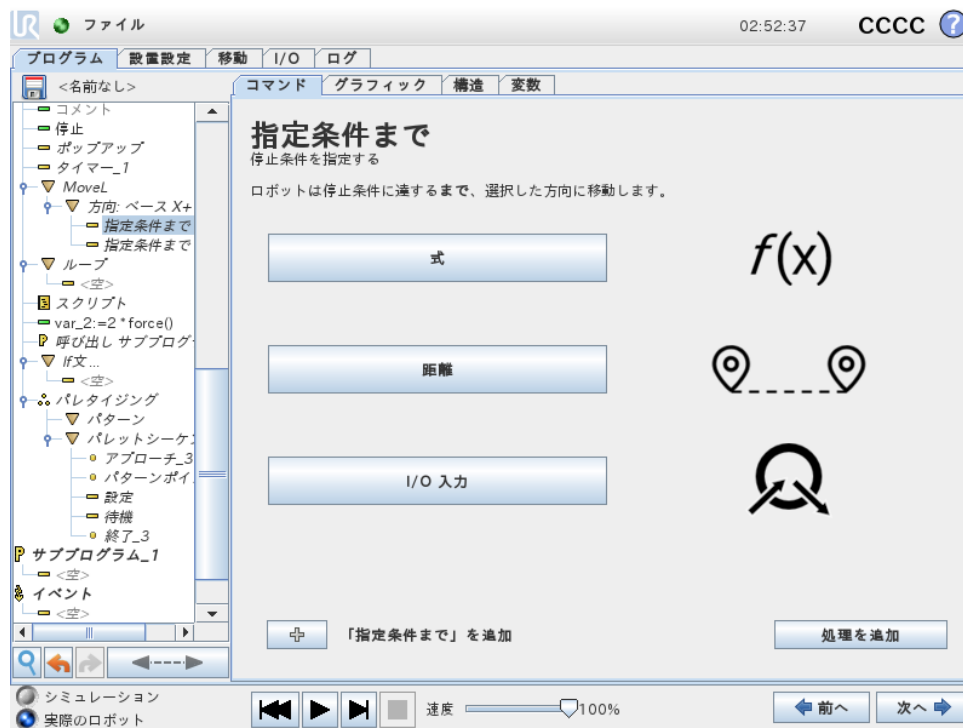 UR ファイル 02:52:37 CCCC ?
プログラム 設置設定 移動 I/O ログ
<名前なし>
コマンド グラフィック 構造 変数
コメント
停止
ポップアップ
タイマー_1
MoveL
方向: ベース X+
指定条件まで
指定条件まで
ループ
<空>
スクリプト
var_2:=2*force()
呼び出し サブプログ
If文 ...
<空>
パレタイジング
パターン
パレットシーケン
アプローチ_3
パターンポイ
設定
待機
終了_3
サブプログラム_1
<空>
イベント
<空>
指定条件まで
停止条件を指定する
ロボットは停止条件に達するまで、選択した方向に移動します。
式
f(x)
距離
I/O 入力
「指定条件まで」を追加
処理を追加
シミュレーション
実際のロボット
速度 100%
前へ 次へ